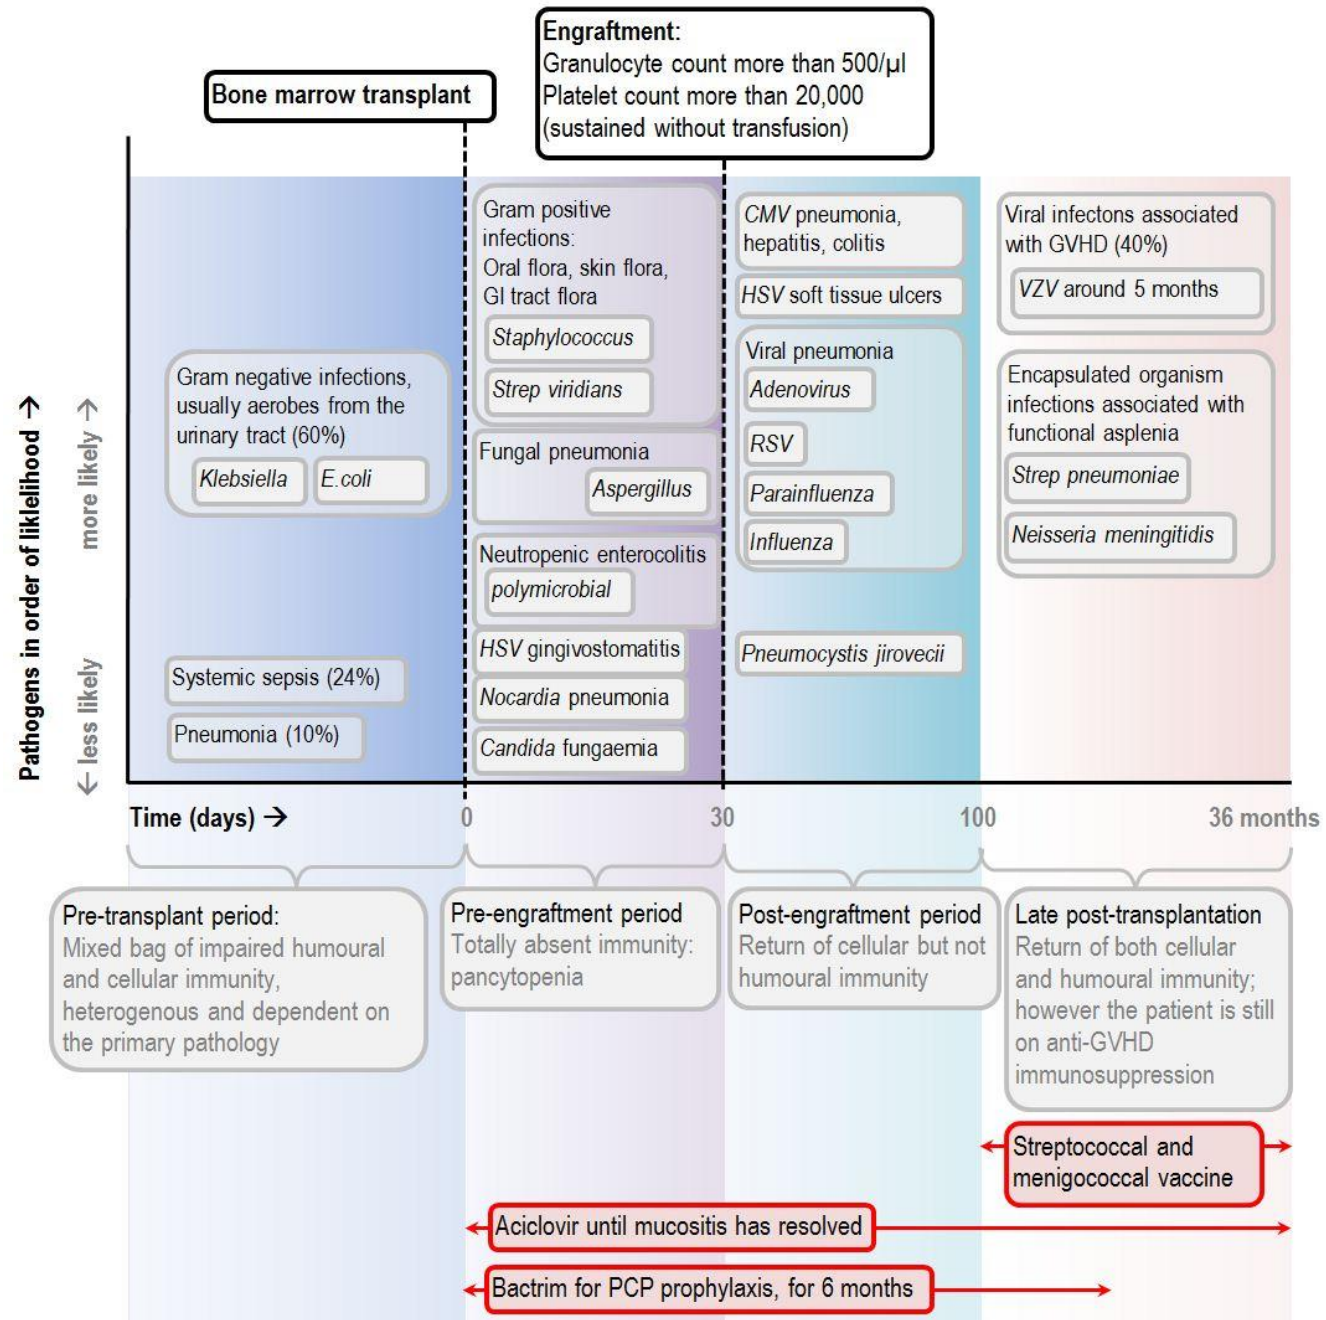 Bone marrow transplant
Engraftment:
Granulocyte count more than 500/µl
Platelet count more than 20,000
(sustained without transfusion)
Pathogens in order of liklelihood →
more likely →
← less likely
Gram negative infections,
usually aerobes from the
urinary tract (60%)
Klebsiella
E.coli
Systemic sepsis (24%)
Pneumonia (10%)
Gram positive
infections:
Oral flora, skin flora,
GI tract flora
Staphylococcus
Strep viridians
Fungal pneumonia
Aspergillus
Neutropenic enterocolitis
polymicrobial
HSV gingivostomatitis
Nocardia pneumonia
Candida fungaemia
CMV pneumonia,
hepatitis, colitis
HSV soft tissue ulcers
Viral pneumonia
Adenovirus
RSV
Parainfluenza
Influenza
Pneumocystis jirovecii
Viral infectons associated
with GVHD (40%)
VZV around 5 months
Encapsulated organism
infections associated with
functional asplenia
Strep pneumoniae
Neisseria meningitidis
Time (days) →
0
30
100
36 months
Pre-transplant period:
Mixed bag of impaired humoural
and cellular immunity,
heterogenous and dependent on
the primary pathology
Pre-engraftment period
Totally absent immunity:
pancytopenia
Post-engraftment period
Return of cellular but not
humoural immunity
Late post-transplantation
Return of both cellular
and humoural immunity;
however the patient is still
on anti-GVHD
immunosuppression
Streptococcal and
menigococcal vaccine
Aciclovir until mucositis has resolved
Bactrim for PCP prophylaxis, for 6 months